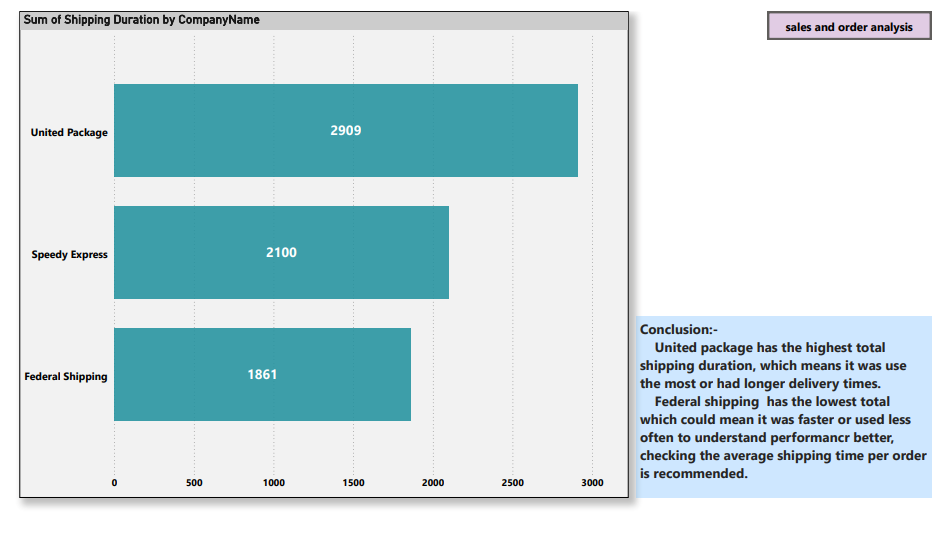 Sum of Shipping Duration by CompanyName
sales and order analysis
United Package
2909
Speedy Express
2100
Federal Shipping
1861
0 500 1000 1500 2000 2500 3000
Conclusion:-
United package has the highest total
shipping duration, which means it was use
the most or had longer delivery times.
Federal shipping has the lowest total
which could mean it was faster or used less
often to understand performancr better,
checking the average shipping time per order
is recommended.